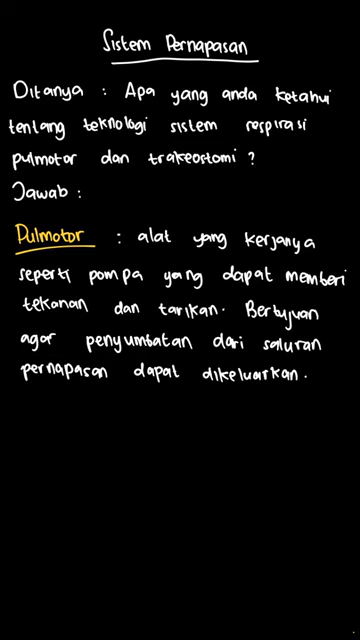 Sistem Pernapasan
Ditanya : Apa yang anda ketahui
tentang teknologi sistem respirasi
pulmotor dan trakeostomi ?
Jawab :
Pulmotor : alat yang kerjanya
seperti pompa yang dapat memberi
tekanan dan tarikan. Bertujuan
agar penyumbatan dari saluran
pernapasan dapat dikeluarkan.